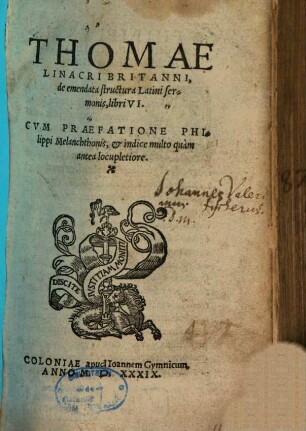 THOMAE
LINACRI BRITANNI,
de emendata structura Latini ser-
monis, libri VI.
CVM PRAEFATIONE PHI-
lippi Melanchthonis, & indice multo quàm
antea locupletiore.
Johannes
DISCITE IVSTITIAM, MONITI
COLONIAE apud Ioannem Gymnicum,
ANNO M. D. XXXIX.